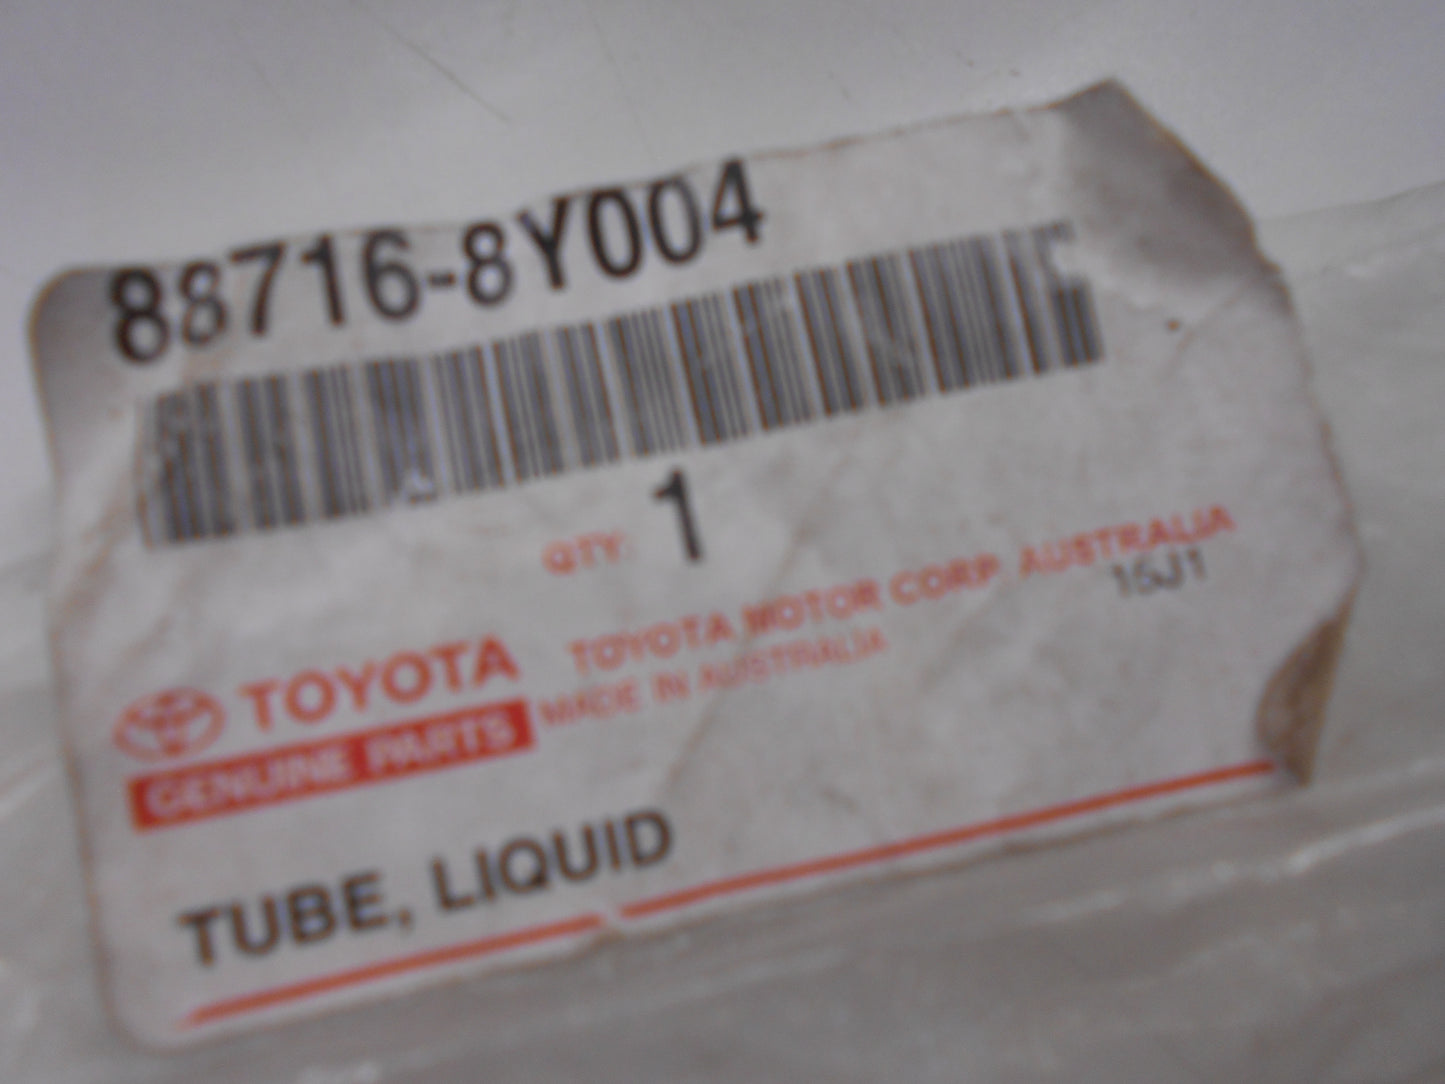 88716-8Y004
QTY: 1
TOYOTA MOTOR CORP AUSTRALIA
16J1
TOYOTA
MADE IN AUSTRALIA
GENUINE PARTS
TUBE, LIQUID